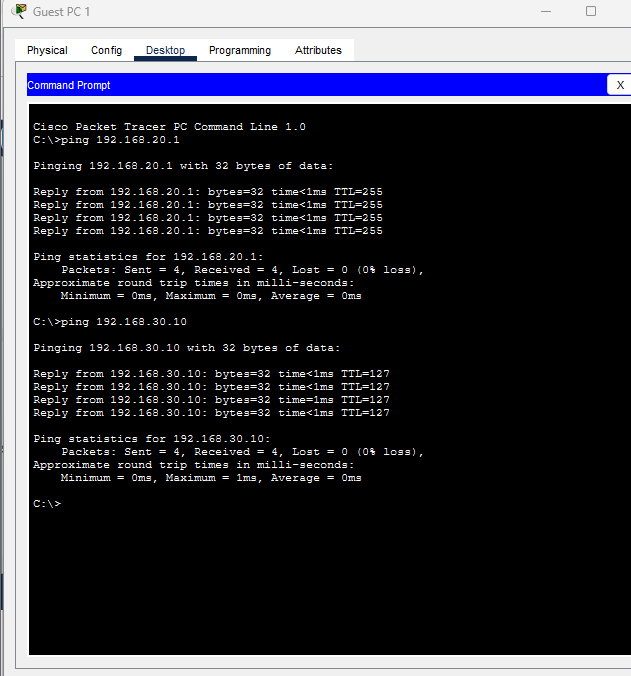 Guest PC 1
Physical Config Desktop Programming Attributes
Command Prompt X
Cisco Packet Tracer PC Command Line 1.0
C:\>ping 192.168.20.1
Pinging 192.168.20.1 with 32 bytes of data:
Reply from 192.168.20.1: bytes=32 time<1ms TTL=255
Reply from 192.168.20.1: bytes=32 time<1ms TTL=255
Reply from 192.168.20.1: bytes=32 time<1ms TTL=255
Reply from 192.168.20.1: bytes=32 time<1ms TTL=255
Ping statistics for 192.168.20.1:
Packets: Sent = 4, Received = 4, Lost = 0 (0% loss),
Approximate round trip times in milli-seconds:
Minimum = 0ms, Maximum = 0ms, Average = 0ms
C:\>ping 192.168.30.10
Pinging 192.168.30.10 with 32 bytes of data:
Reply from 192.168.30.10: bytes=32 time<1ms TTL=127
Reply from 192.168.30.10: bytes=32 time<1ms TTL=127
Reply from 192.168.30.10: bytes=32 time=1ms TTL=127
Reply from 192.168.30.10: bytes=32 time<1ms TTL=127
Ping statistics for 192.168.30.10:
Packets: Sent = 4, Received = 4, Lost = 0 (0% loss),
Approximate round trip times in milli-seconds:
Minimum = 0ms, Maximum = 1ms, Average = 0ms
C:\>